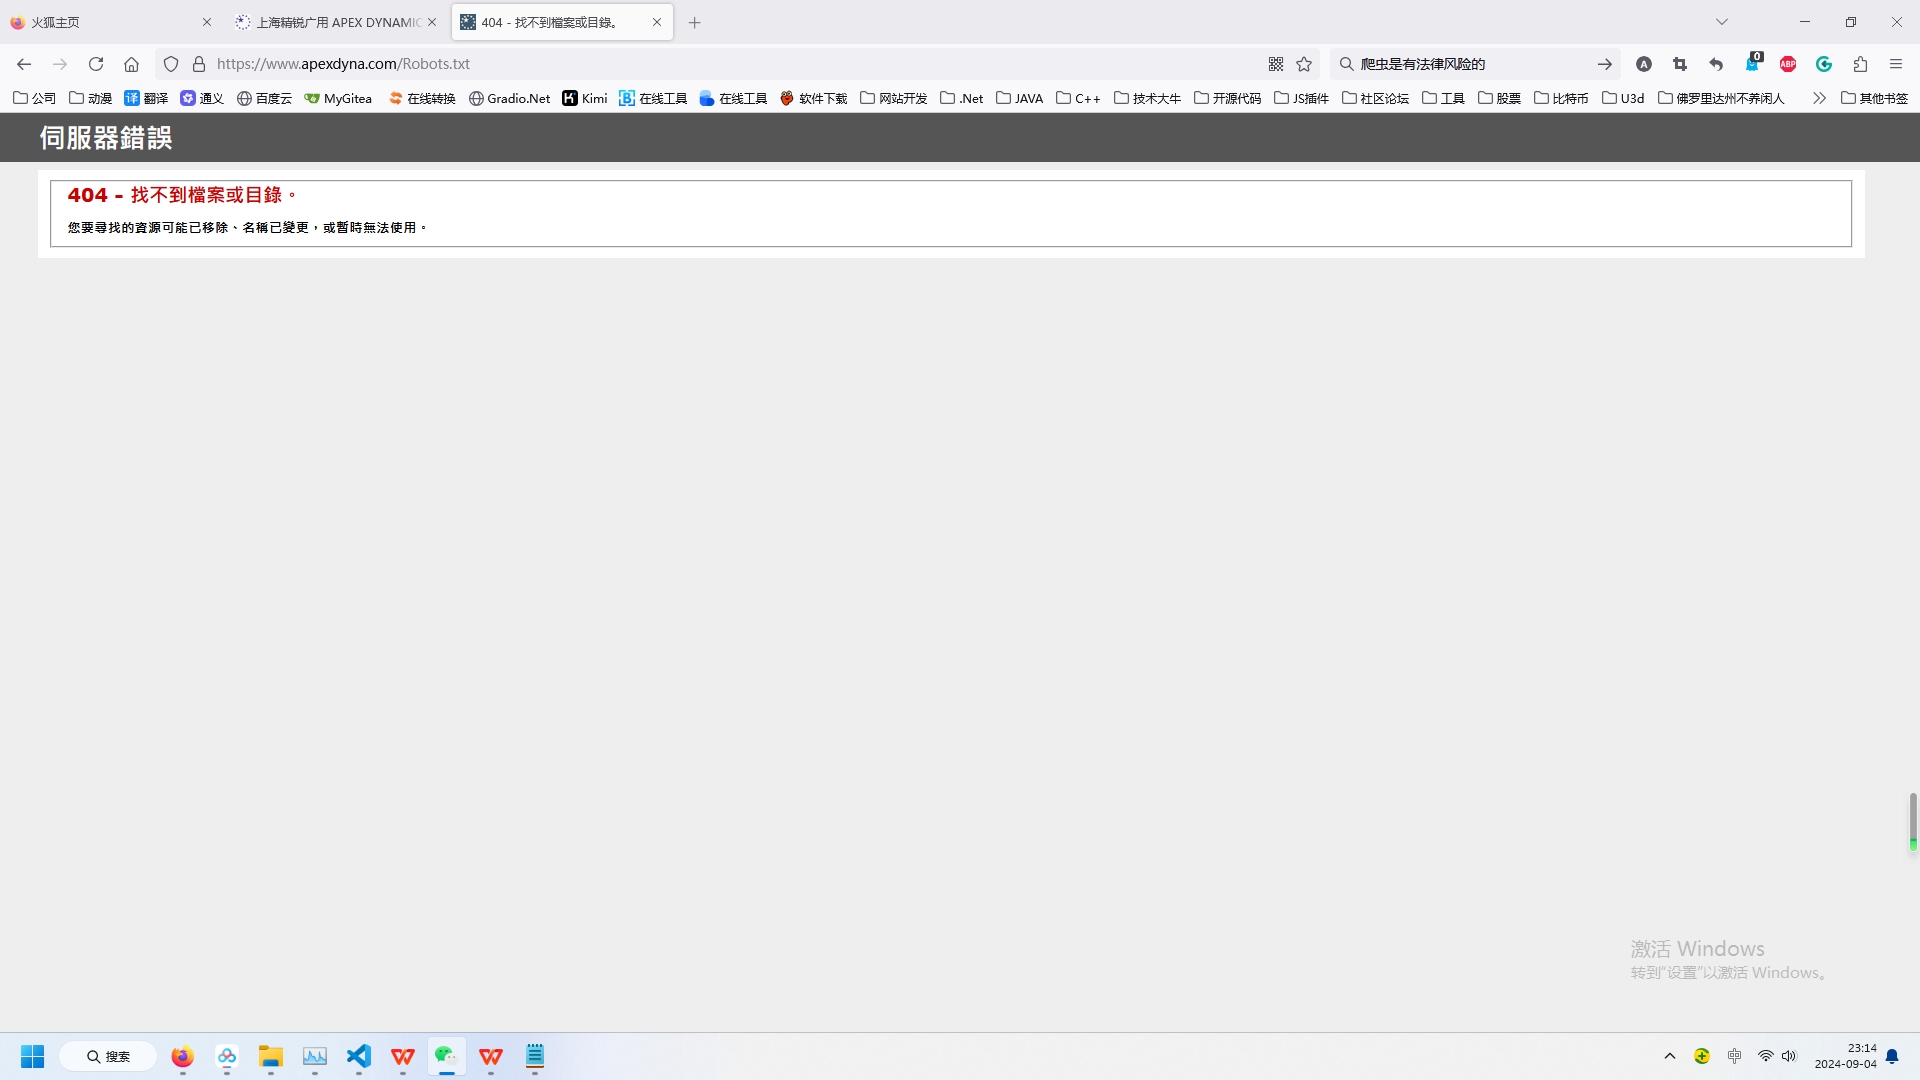 火狐主页
上海精锐广用 APEX DYNAMIC
404 - 找不到檔案或目錄。
https://www.apexdyna.com/Robots.txt
爬虫是有法律风险的
0
ABP
公司
动漫
译 翻译
通义
百度云
MyGitea
在线转换
Gradio.Net
Kimi
在线工具
在线工具
软件下载
网站开发
.Net
JAVA
C++
技术大牛
开源代码
JS插件
社区论坛
工具
股票
比特币
U3d
佛罗里达州不养闲人
其他书签
伺服器錯誤
404 - 找不到檔案或目錄。
您要尋找的資源可能已移除、名稱已變更，或暫時無法使用。
激活 Windows
转到“设置”以激活 Windows。
搜索
中
23:14
2024-09-04